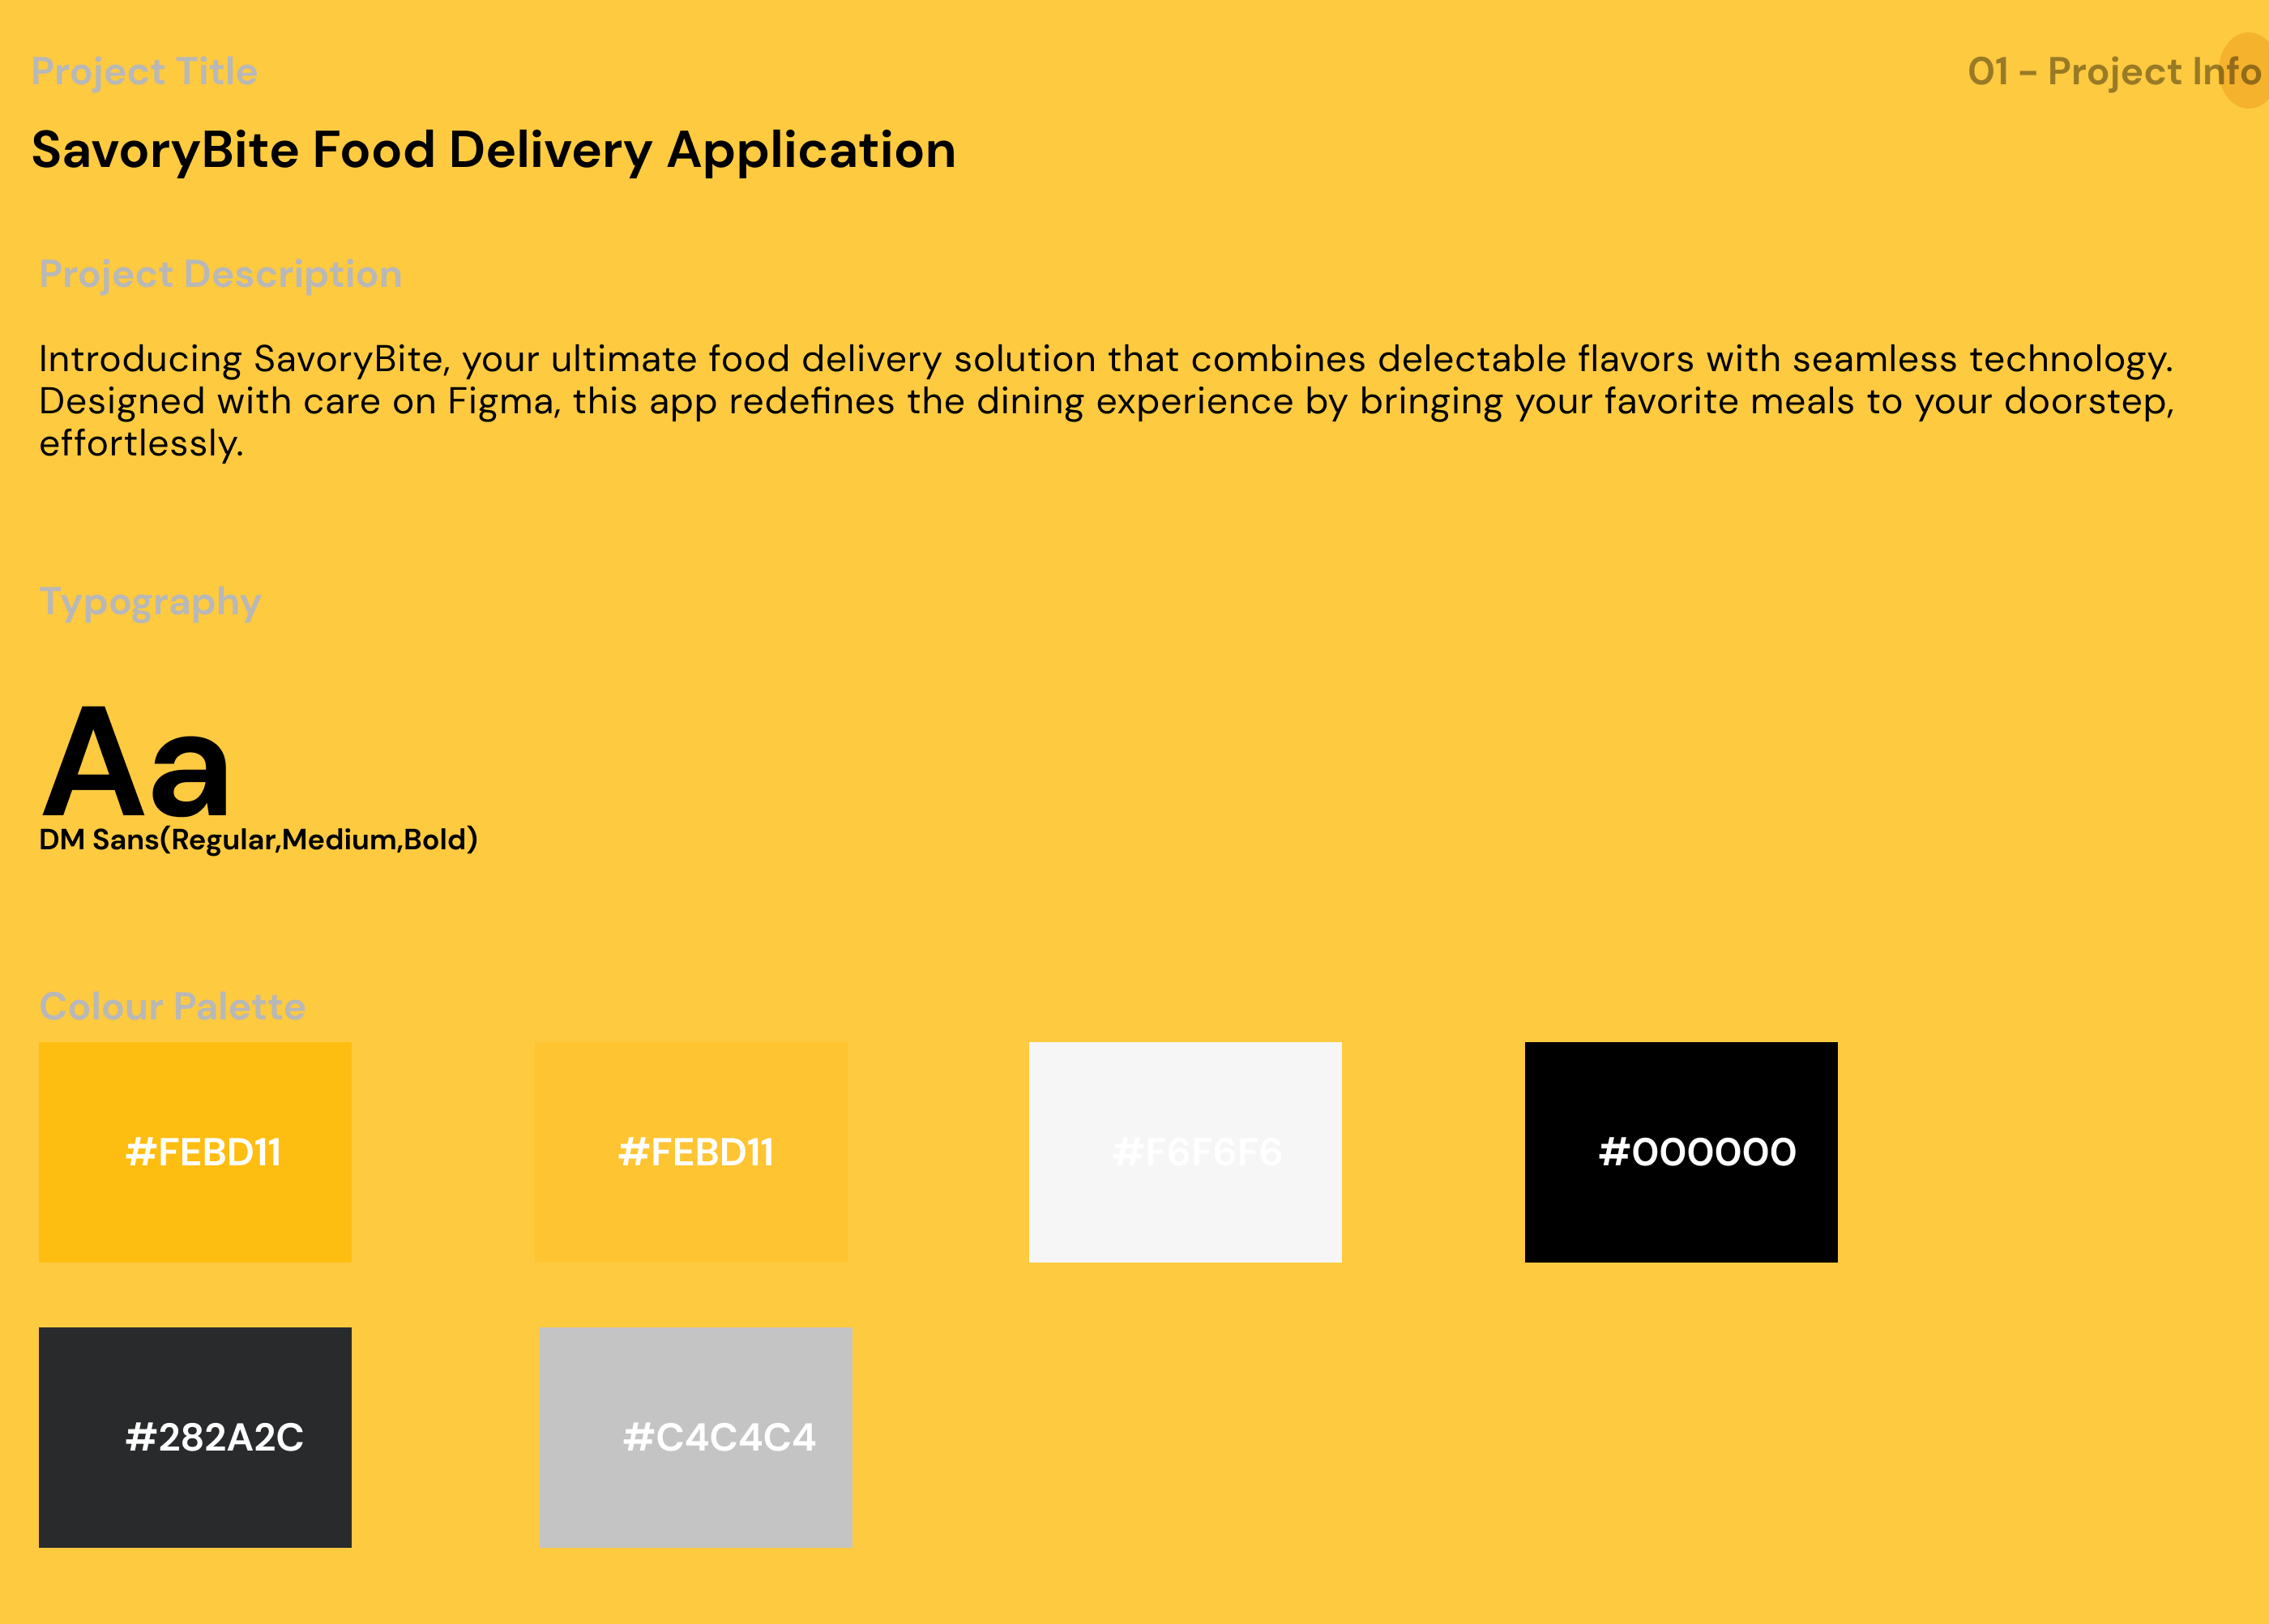 Project Title
01 - Project Info
SavoryBite Food Delivery Application
Project Description
Introducing SavoryBite, your ultimate food delivery solution that combines delectable flavors with seamless technology.
Designed with care on Figma, this app redefines the dining experience by bringing your favorite meals to your doorstep,
effortlessly.
Typography
Aa
DM Sans(Regular,Medium,Bold)
Colour Palette
#FEBD11
#FEBD11
#F6F6F6
#000000
#282A2C
#C4C4C4